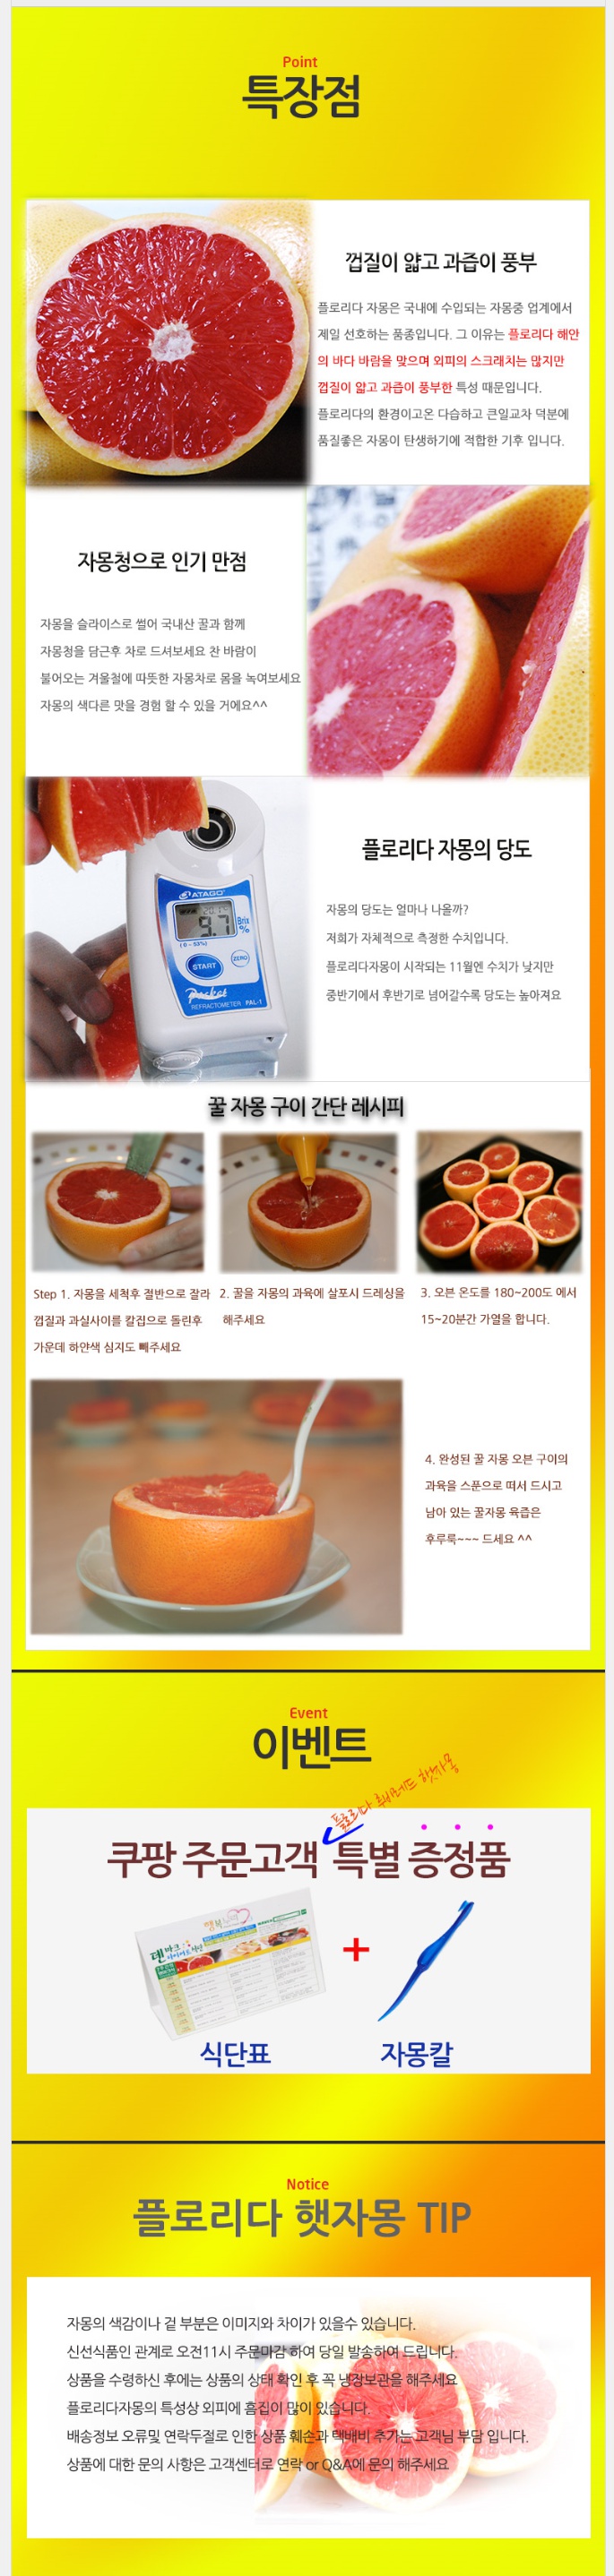 Point
특장점
껍질이 얇고 과즙이 풍부
플로리다 자몽은 국내에 수입되는 자몽중 업계에서
제일 선호하는 품종입니다. 그 이유는 플로리다 해안
의 바다 바람을 맞으며 외피의 스크래치는 많지만
껍질이 얇고 과즙이 풍부한 특성 때문입니다.
플로리다의 환경이고온 다습하고 큰일교차 덕분에
품질좋은 자몽이 탄생하기에 적합한 기후 입니다.
자몽청으로 인기 만점
자몽을 슬라이스로 썰어 국내산 꿀과 함께
자몽청을 담근후 차로 드셔보세요 찬 바람이
불어오는 겨울철에 따뜻한 자몽차로 몸을 녹여보세요
자몽의 색다른 맛을 경험 할 수 있을 거에요^^
ATAGO
9.7 Brix %
(0 - 53%)
START
ZERO
Pocket
REFRACTOMETER PAL-1
플로리다 자몽의 당도
자몽의 당도는 얼마나 나올까?
저희가 자체적으로 측정한 수치입니다.
플로리다자몽이 시작되는 11월엔 수치가 낮지만
중반기에서 후반기로 넘어갈수록 당도는 높아져요
꿀 자몽 구이 간단 레시피
Step 1. 자몽을 세척후 절반으로 잘라
껍질과 과실사이를 칼집으로 돌린후
가운데 하얀색 심지도 빼주세요
2. 꿀을 자몽의 과육에 살포시 드레싱을
해주세요
3. 오븐 온도를 180~200도 에서
15~20분간 가열을 합니다.
4. 완성된 꿀 자몽 오븐 구이의
과육을 스푼으로 떠서 드시고
남아 있는 꿀자몽 육즙은
후루룩~~~ 드세요 ^^
Event
이벤트
플로리다
쿠팡 주문고객 특별 증정품
덴마크 다이어트 식단
+
식단표
자몽칼
Notice
플로리다 햇자몽 TIP
자몽의 색감이나 겉 부분은 이미지와 차이가 있을수 있습니다.
신선식품인 관계로 오전11시 주문마감 하여 당일 발송하여 드립니다.
상품을 수령하신 후에는 상품의 상태 확인 후 꼭 냉장보관을 해주세요
플로리다자몽의 특성상 외피에 흠집이 많이 있습니다.
배송정보 오류및 연락두절로 인한 상품 훼손과 택배비 추가는 고객님 부담 입니다.
상품에 대한 문의 사항은 고객센터로 연락 or Q&A에 문의 해주세요